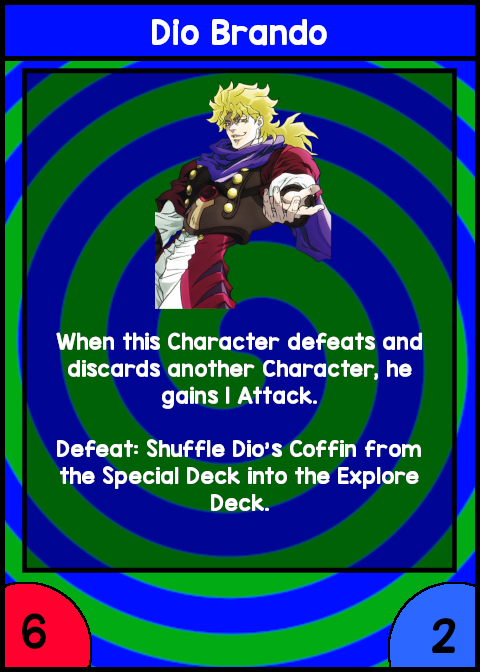 Dio Brando
When this Character defeats and
discards another Character, he
gains 1 Attack.
Defeat: Shuffle Dio's Coffin from
the Special Deck into the Explore
Deck.
6
2